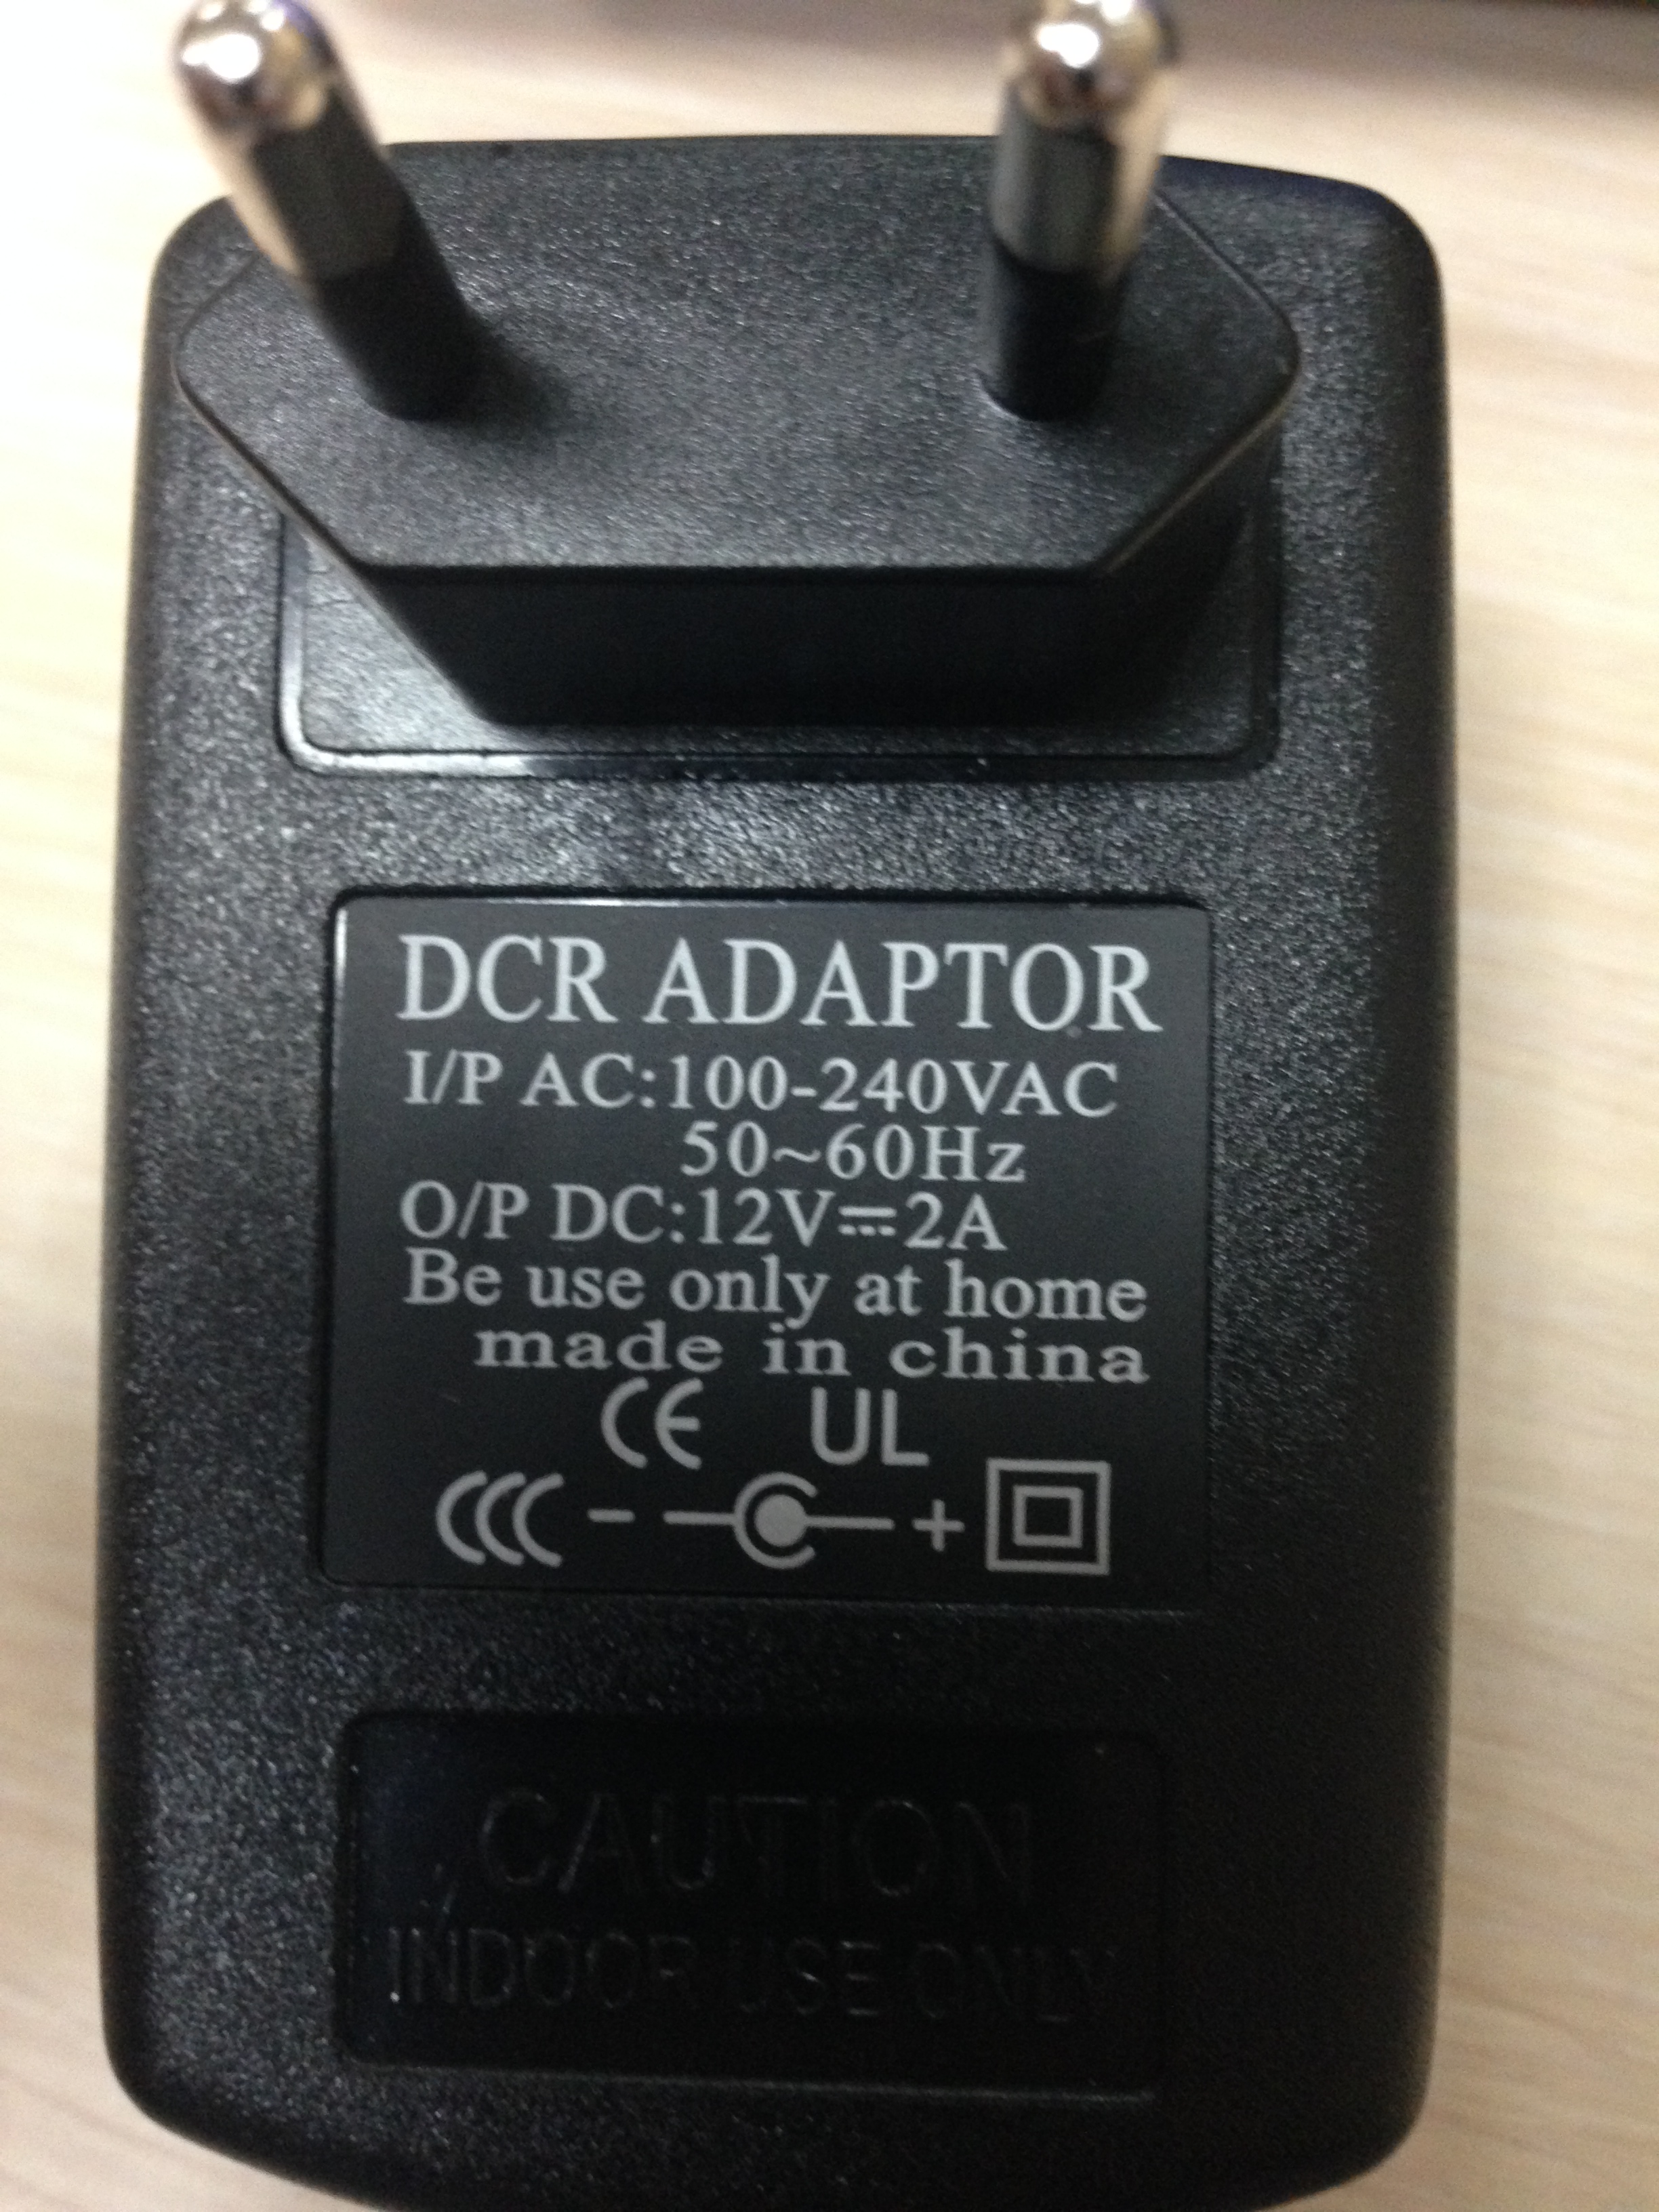 DCR ADAPTOR
I/P AC:100-240VAC
50~60Hz
O/P DC:12V⎓2A
Be use only at home
made in china
CE UL
CCC - +
CAUTION
INDOOR USE ONLY